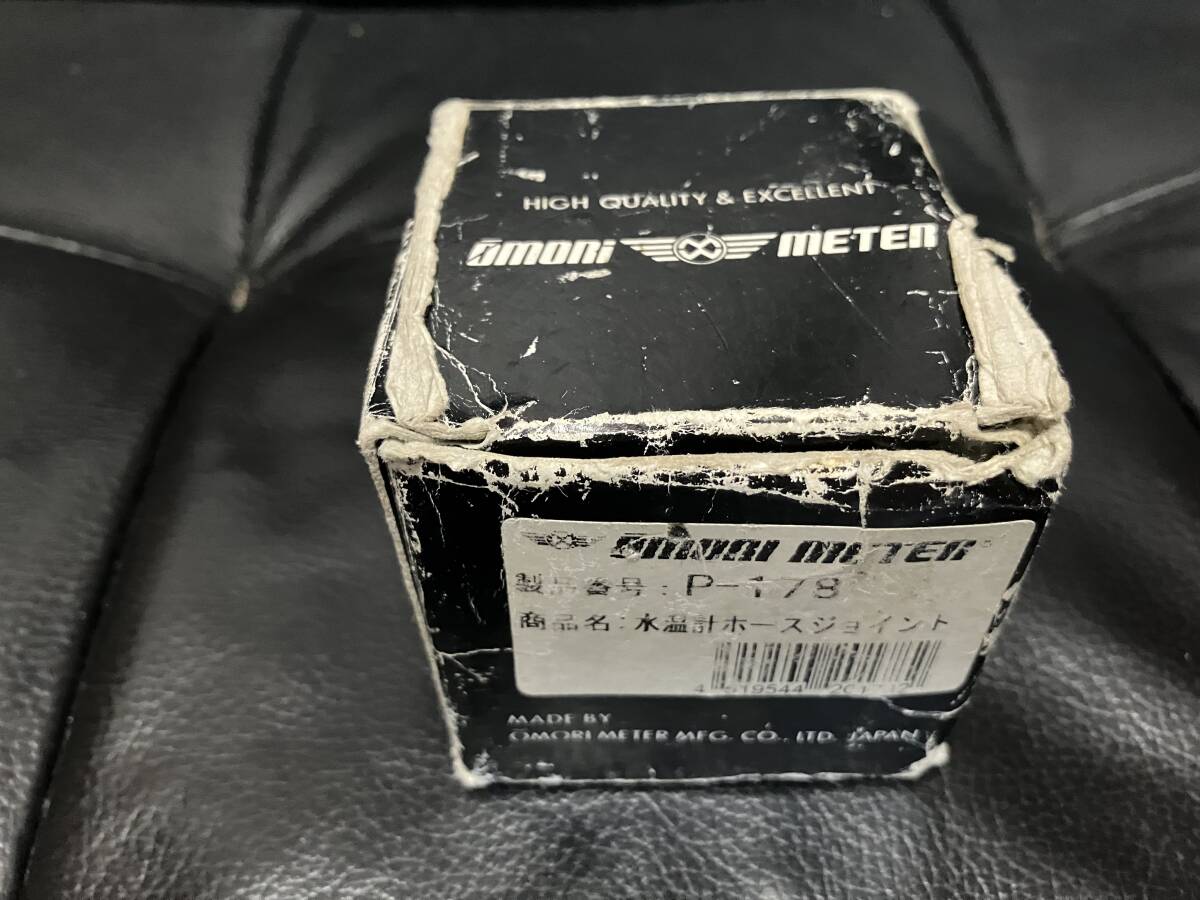 HIGH QUALITY & EXCELLENT
OMORI METER
OMORI METER
製品番号：P-178
商品名：水温計ホースジョイント
MADE BY
OMORI METER MFG. CO., LTD. JAPAN